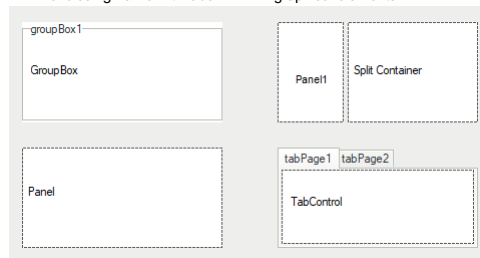 groupBox1
GroupBox
Panel1
Split Container
Panel
tabPage1 tabPage2
TabControl